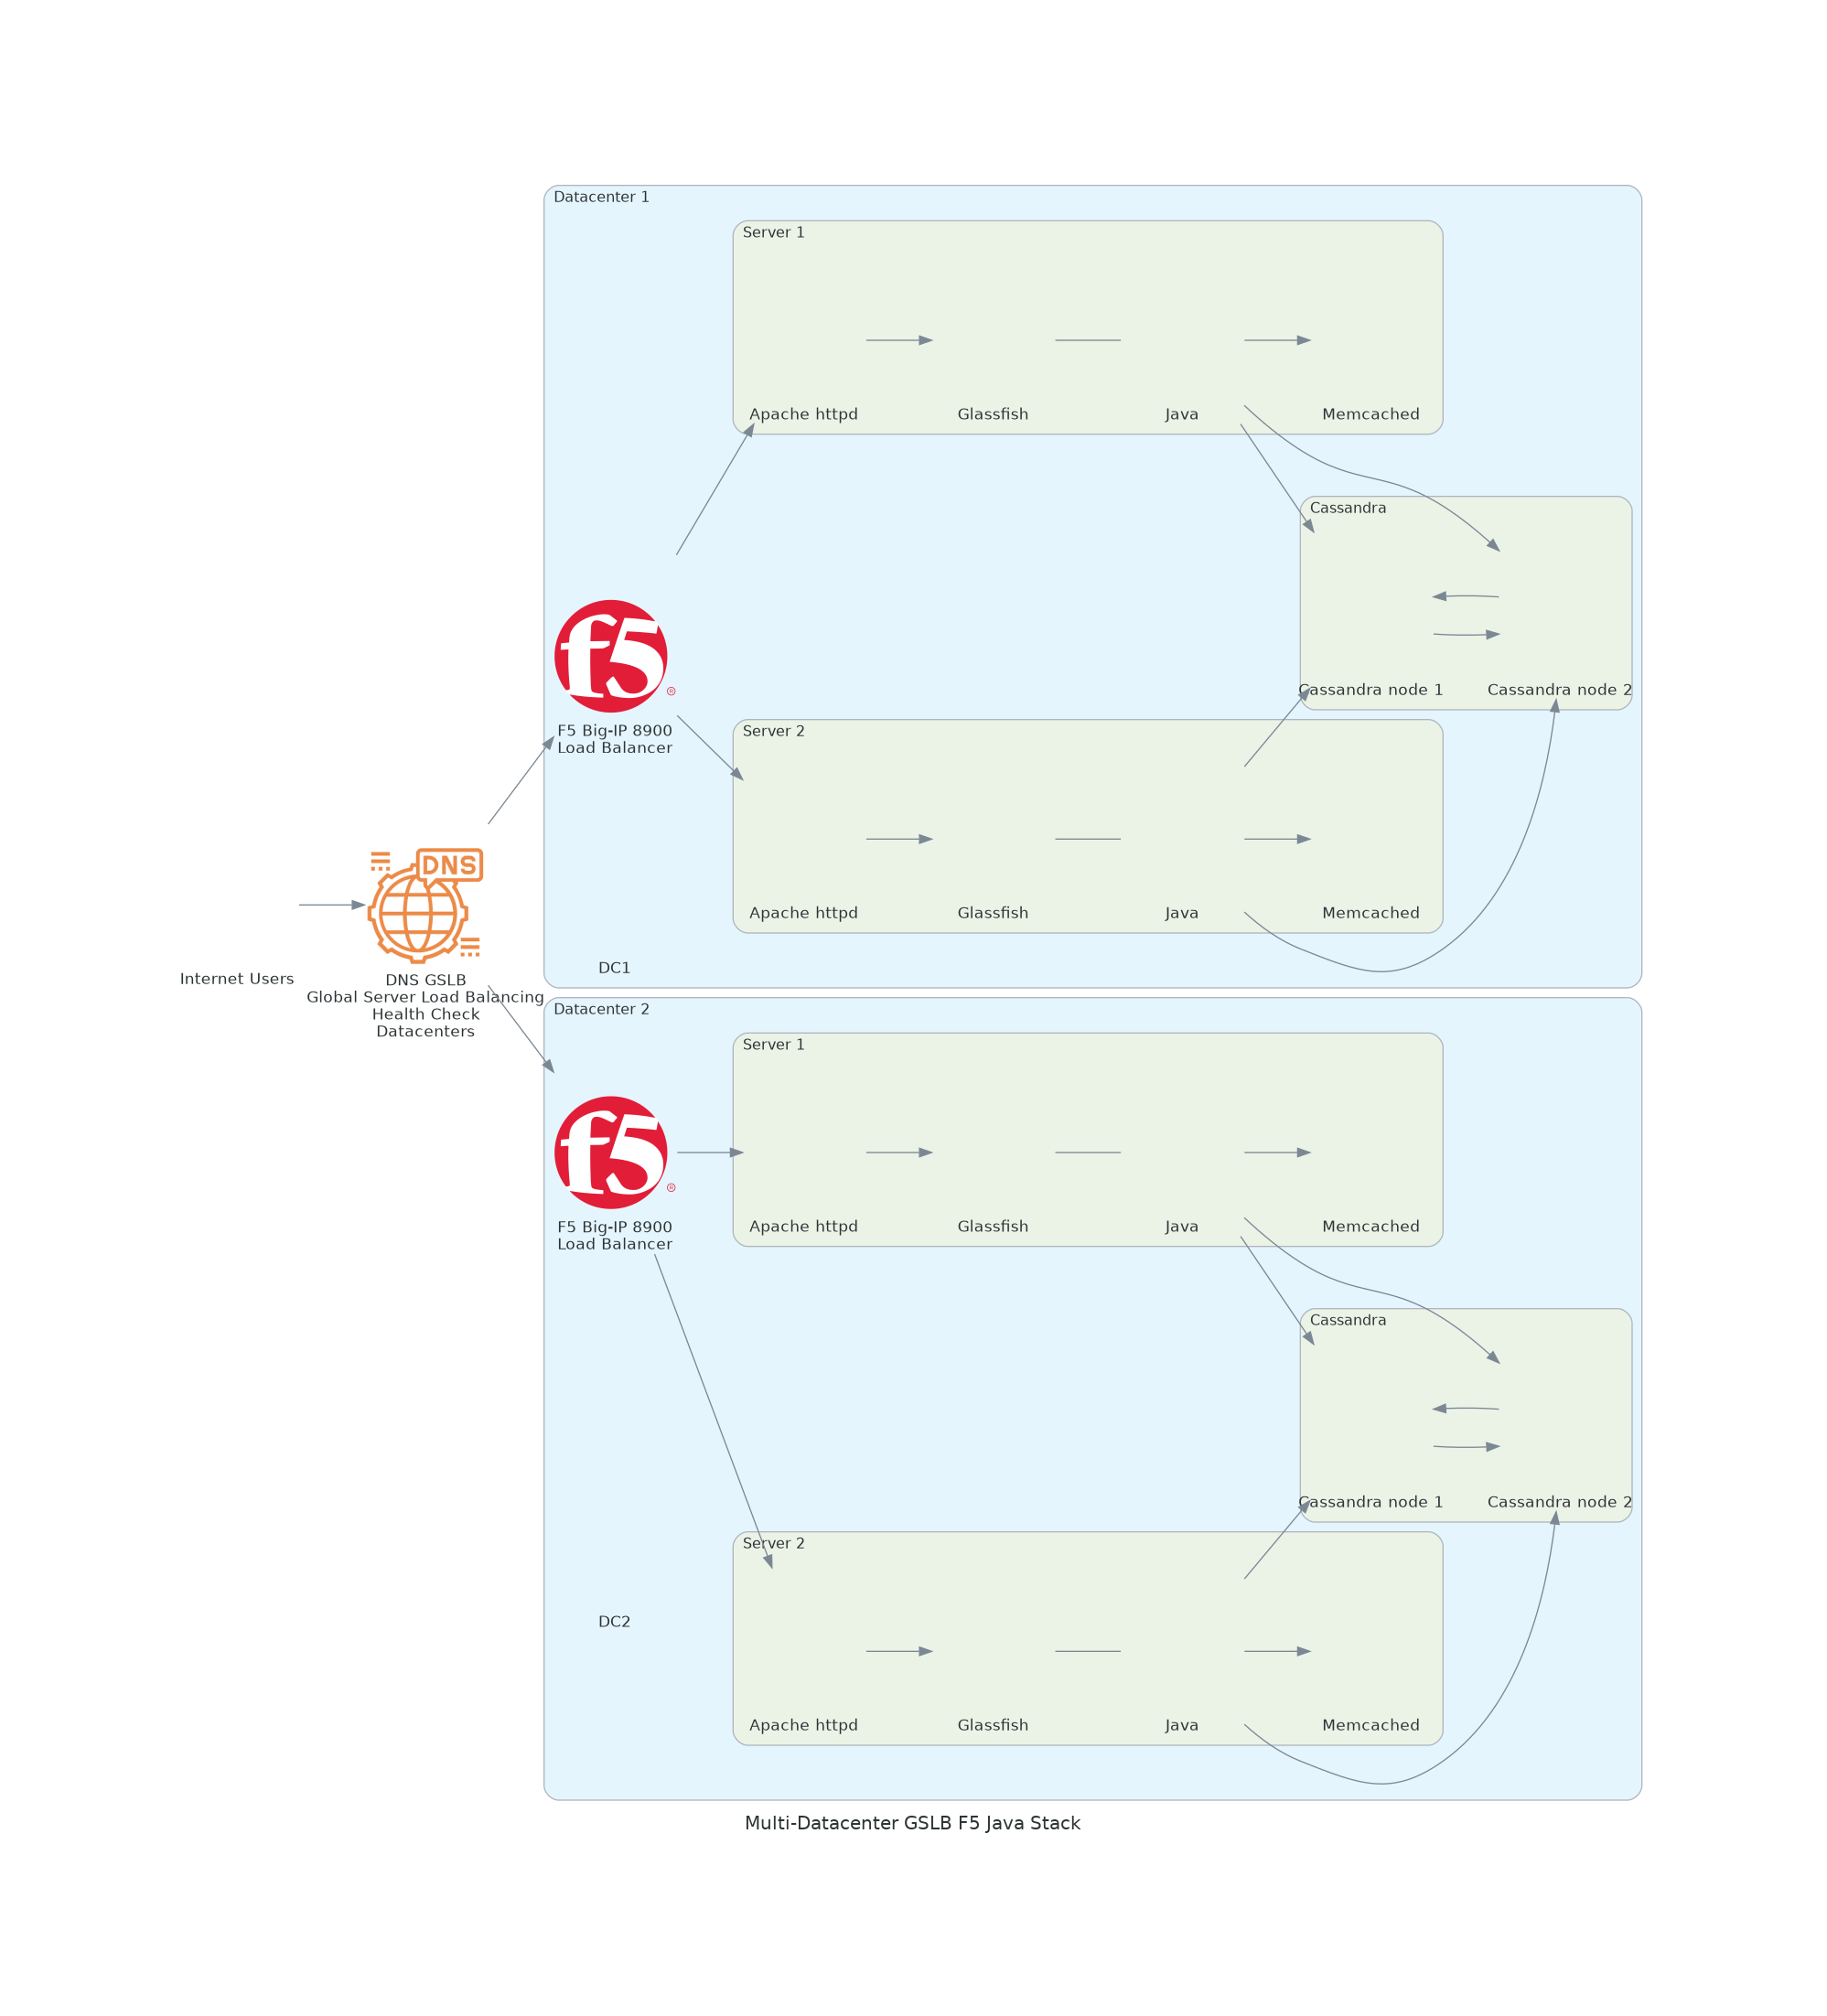 Datacenter 1
Server 1
Apache httpd
Glassfish
Java
Memcached
Cassandra
Cassandra node 1
Cassandra node 2
f5
®
F5 Big-IP 8900
Load Balancer
Server 2
Apache httpd
Glassfish
Java
Memcached
DC1
DNS
Internet Users
DNS GSLB
Global Server Load Balancing
Health Check
Datacenters
Datacenter 2
Server 1
Apache httpd
Glassfish
Java
Memcached
f5
®
F5 Big-IP 8900
Load Balancer
Cassandra
Cassandra node 1
Cassandra node 2
Server 2
Apache httpd
Glassfish
Java
Memcached
DC2
Multi-Datacenter GSLB F5 Java Stack